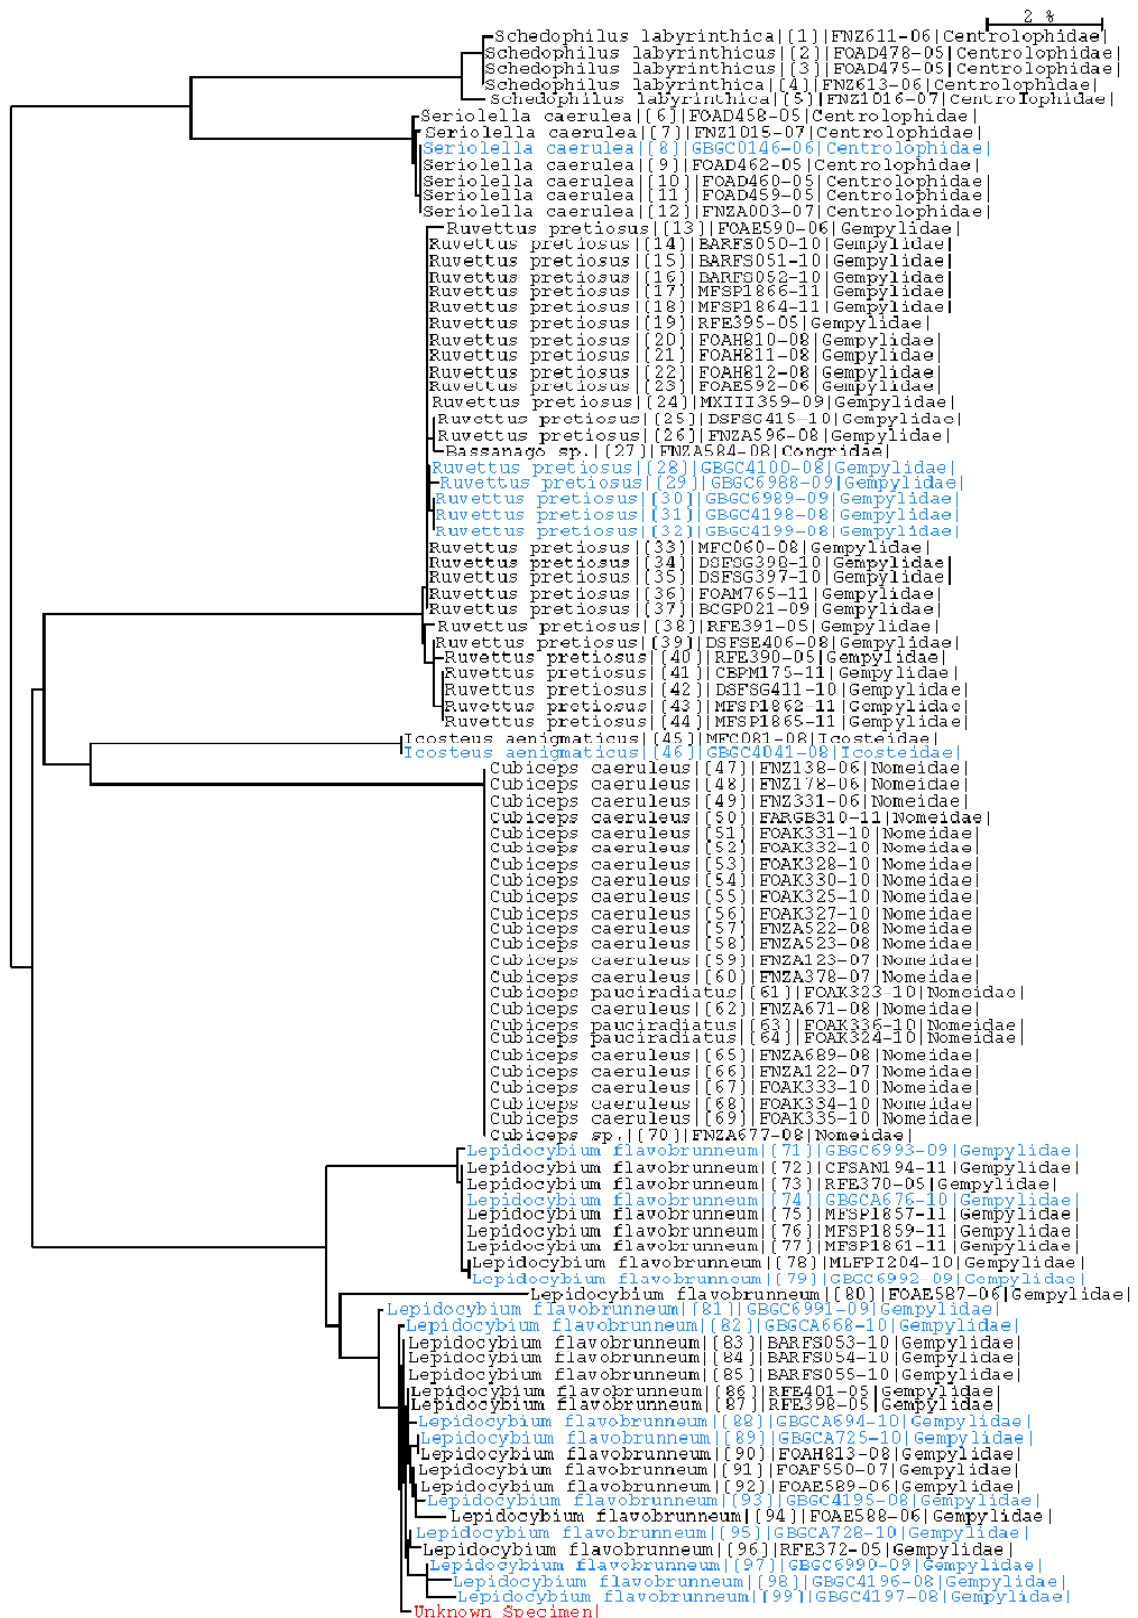 2 %
Schedophilus labyrinthica|[1]|FNZ611-06|Centrolophidae|
Schedophilus labyrinthicus|[2]|FOAD478-05|Centrolophidae|
Schedophilus labyrinthicus|[3]|FOAD475-05|Centrolophidae|
Schedophilus labyrinthica|[4]|FNZ613-06|Centrolophidae|
Schedophilus labyrinthica|[5]|FNZ1016-07|Centrolophidae|
Seriolella caerulea|[6]|FOAD458-05|Centrolophidae|
Seriolella caerulea|[7]|FNZ1015-07|Centrolophidae|
Seriolella caerulea|[8]|GBGC0146-06|Centrolophidae|
Seriolella caerulea|[9]|FOAD462-05|Centrolophidae|
Seriolella caerulea|[10]|FOAD460-05|Centrolophidae|
Seriolella caerulea|[11]|FOAD459-05|Centrolophidae|
Seriolella caerulea|[12]|FNZA003-07|Centrolophidae|
Ruvettus pretiosus|[13]|FOAE590-06|Gempylidae|
Ruvettus pretiosus|[14]|BARFS050-10|Gempylidae|
Ruvettus pretiosus|[15]|BARFS051-10|Gempylidae|
Ruvettus pretiosus|[16]|BARFS052-10|Gempylidae|
Ruvettus pretiosus|[17]|MFSP1866-11|Gempylidae|
Ruvettus pretiosus|[18]|MFSP1864-11|Gempylidae|
Ruvettus pretiosus|[19]|RFE395-05|Gempylidae|
Ruvettus pretiosus|[20]|FOAH810-08|Gempylidae|
Ruvettus pretiosus|[21]|FOAH811-08|Gempylidae|
Ruvettus pretiosus|[22]|FOAH812-08|Gempylidae|
Ruvettus pretiosus|[23]|FOAE592-06|Gempylidae|
Ruvettus pretiosus|[24]|MXIII359-09|Gempylidae|
Ruvettus pretiosus|[25]|DSFSG415-10|Gempylidae|
Ruvettus pretiosus|[26]|FNZA596-08|Gempylidae|
Bassanago sp.|[27]|FNZA584-08|Congridae|
Ruvettus pretiosus|[28]|GBGC4100-08|Gempylidae|
Ruvettus pretiosus|[29]|GBGC6988-09|Gempylidae|
Ruvettus pretiosus|[30]|GBGC6989-09|Gempylidae|
Ruvettus pretiosus|[31]|GBGC4198-08|Gempylidae|
Ruvettus pretiosus|[32]|GBGC4199-08|Gempylidae|
Ruvettus pretiosus|[33]|MFC060-08|Gempylidae|
Ruvettus pretiosus|[34]|DSFSG398-10|Gempylidae|
Ruvettus pretiosus|[35]|DSFSG397-10|Gempylidae|
Ruvettus pretiosus|[36]|FOAM765-11|Gempylidae|
Ruvettus pretiosus|[37]|BCGP021-09|Gempylidae|
Ruvettus pretiosus|[38]|RFE391-05|Gempylidae|
Ruvettus pretiosus|[39]|DSFSE406-08|Gempylidae|
Ruvettus pretiosus|[40]|RFE390-05|Gempylidae|
Ruvettus pretiosus|[41]|CBPM175-11|Gempylidae|
Ruvettus pretiosus|[42]|DSFSG411-10|Gempylidae|
Ruvettus pretiosus|[43]|MFSP1862-11|Gempylidae|
Ruvettus pretiosus|[44]|MFSP1865-11|Gempylidae|
Icosteus aenigmaticus|[45]|MFC081-08|Icosteidae|
Icosteus aenigmaticus|[46]|GBGC4041-08|Icosteidae|
Cubiceps caeruleus|[47]|FNZ138-06|Nomeidae|
Cubiceps caeruleus|[48]|FNZ178-06|Nomeidae|
Cubiceps caeruleus|[49]|FNZ331-06|Nomeidae|
Cubiceps caeruleus|[50]|FARGB310-11|Nomeidae|
Cubiceps caeruleus|[51]|FOAK331-10|Nomeidae|
Cubiceps caeruleus|[52]|FOAK332-10|Nomeidae|
Cubiceps caeruleus|[53]|FOAK328-10|Nomeidae|
Cubiceps caeruleus|[54]|FOAK330-10|Nomeidae|
Cubiceps caeruleus|[55]|FOAK325-10|Nomeidae|
Cubiceps caeruleus|[56]|FOAK327-10|Nomeidae|
Cubiceps caeruleus|[57]|FNZA522-08|Nomeidae|
Cubiceps caeruleus|[58]|FNZA523-08|Nomeidae|
Cubiceps caeruleus|[59]|FNZA123-07|Nomeidae|
Cubiceps caeruleus|[60]|FNZA378-07|Nomeidae|
Cubiceps pauciradiatus|[61]|FOAK323-10|Nomeidae|
Cubiceps caeruleus|[62]|FNZA671-08|Nomeidae|
Cubiceps pauciradiatus|[63]|FOAK336-10|Nomeidae|
Cubiceps pauciradiatus|[64]|FOAK324-10|Nomeidae|
Cubiceps caeruleus|[65]|FNZA689-08|Nomeidae|
Cubiceps caeruleus|[66]|FNZA122-07|Nomeidae|
Cubiceps caeruleus|[67]|FOAK333-10|Nomeidae|
Cubiceps caeruleus|[68]|FOAK334-10|Nomeidae|
Cubiceps caeruleus|[69]|FOAK335-10|Nomeidae|
Cubiceps sp.|[70]|FNZA677-08|Nomeidae|
Lepidocybium flavobrunneum|[71]|GBGC6993-09|Gempylidae|
Lepidocybium flavobrunneum|[72]|CFSAN194-11|Gempylidae|
Lepidocybium flavobrunneum|[73]|RFE370-05|Gempylidae|
Lepidocybium flavobrunneum|[74]|GBGCA676-10|Gempylidae|
Lepidocybium flavobrunneum|[75]|MFSP1857-11|Gempylidae|
Lepidocybium flavobrunneum|[76]|MFSP1859-11|Gempylidae|
Lepidocybium flavobrunneum|[77]|MFSP1861-11|Gempylidae|
Lepidocybium flavobrunneum|[78]|MLFPI204-10|Gempylidae|
Lepidocybium flavobrunneum|[79]|GBGC6992-09|Gempylidae|
Lepidocybium flavobrunneum|[80]|FOAE587-06|Gempylidae|
Lepidocybium flavobrunneum|[81]|GBGC6991-09|Gempylidae|
Lepidocybium flavobrunneum|[82]|GBGCA668-10|Gempylidae|
Lepidocybium flavobrunneum|[83]|BARFS053-10|Gempylidae|
Lepidocybium flavobrunneum|[84]|BARFS054-10|Gempylidae|
Lepidocybium flavobrunneum|[85]|BARFS055-10|Gempylidae|
Lepidocybium flavobrunneum|[86]|RFE401-05|Gempylidae|
Lepidocybium flavobrunneum|[87]|RFE398-05|Gempylidae|
Lepidocybium flavobrunneum|[88]|GBGCA694-10|Gempylidae|
Lepidocybium flavobrunneum|[89]|GBGCA725-10|Gempylidae|
Lepidocybium flavobrunneum|[90]|FOAH813-08|Gempylidae|
Lepidocybium flavobrunneum|[91]|FOAF550-07|Gempylidae|
Lepidocybium flavobrunneum|[92]|FOAE589-06|Gempylidae|
Lepidocybium flavobrunneum|[93]|GBGC4195-08|Gempylidae|
Lepidocybium flavobrunneum|[94]|FOAE588-06|Gempylidae|
Lepidocybium flavobrunneum|[95]|GBGCA728-10|Gempylidae|
Lepidocybium flavobrunneum|[96]|RFE372-05|Gempylidae|
Lepidocybium flavobrunneum|[97]|GBGC6990-09|Gempylidae|
Lepidocybium flavobrunneum|[98]|GBGC4196-08|Gempylidae|
Lepidocybium flavobrunneum|[99]|GBGC4197-08|Gempylidae|
Unknown Specimen|